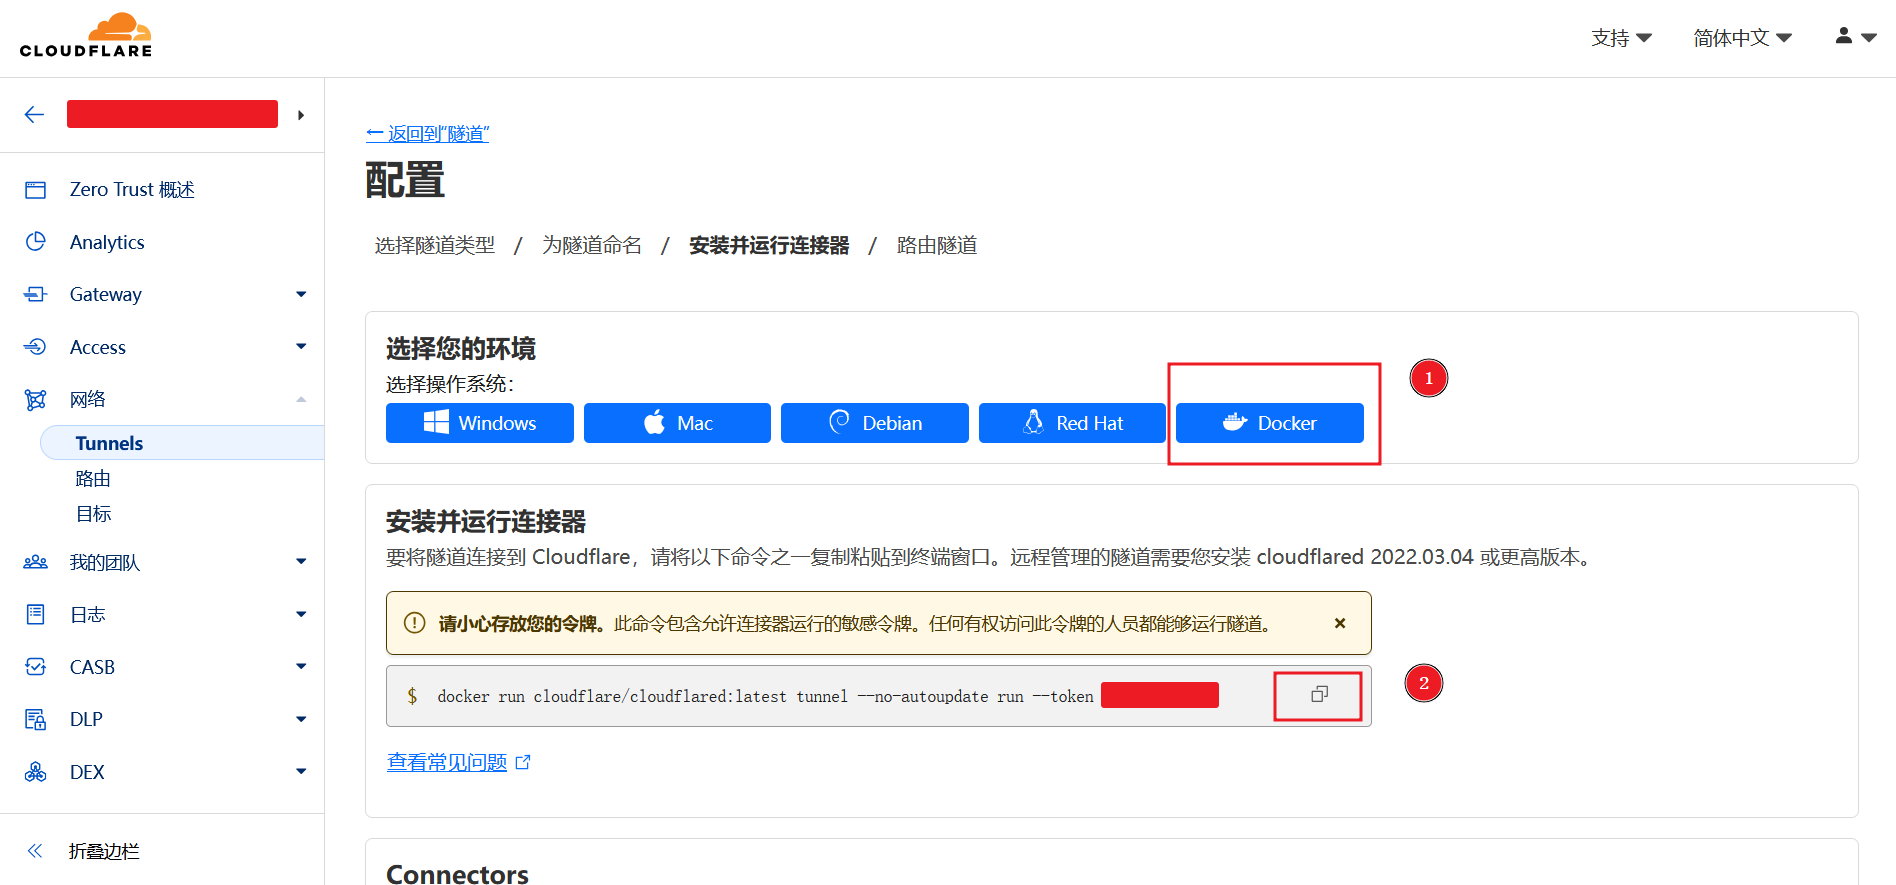 CLOUDFLARE
支持
简体中文
Zero Trust 概述
Analytics
Gateway
Access
网络
Tunnels
路由
目标
我的团队
日志
CASB
DLP
DEX
折叠边栏
← 返回到“隧道”
配置
选择隧道类型 / 为隧道命名 / 安装并运行连接器 / 路由隧道
选择您的环境
选择操作系统：
Windows
Mac
Debian
Red Hat
Docker
1
安装并运行连接器
要将隧道连接到 Cloudflare，请将以下命令之一复制粘贴到终端窗口。远程管理的隧道需要您安装 cloudflared 2022.03.04 或更高版本。
请小心存放您的令牌。此命令包含允许连接器运行的敏感令牌。任何有权访问此令牌的人员都能够运行隧道。
$ docker run cloudflare/cloudflared:latest tunnel --no-autoupdate run --token
2
查看常见问题
Connectors